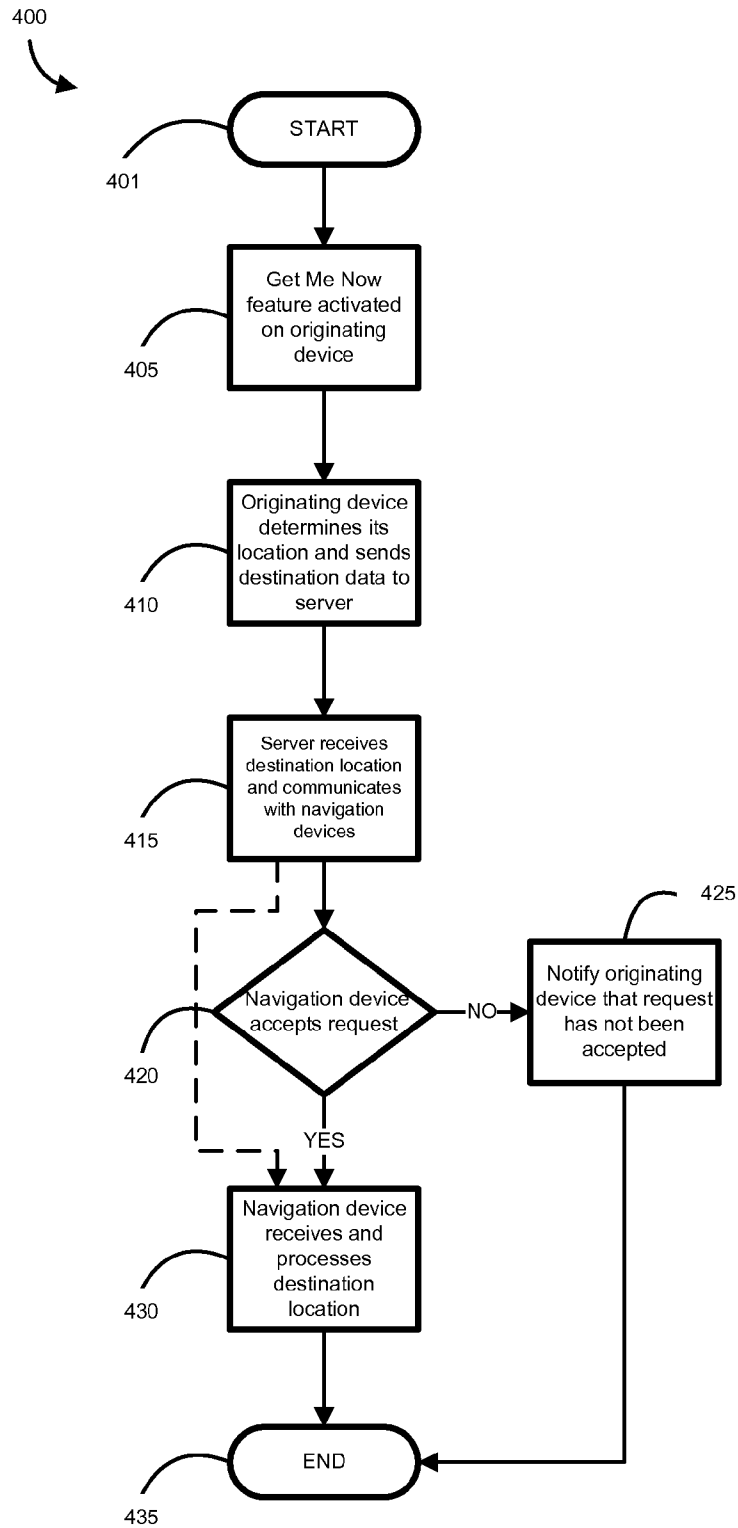 400
START
401
Get Me Now
feature activated
on originating
device
405
Originating device
determines its
location and sends
destination data to
server
410
Server receives
destination location
and communicates
with navigation
devices
415
425
Notify originating
device that request
has not been
accepted
Navigation device
accepts request
NO
420
YES
Navigation device
receives and
processes
destination
location
430
END
435